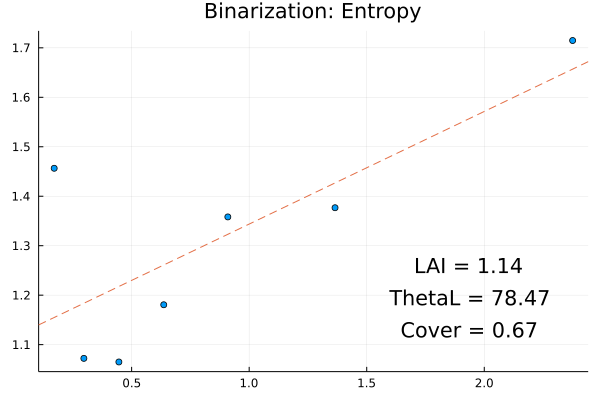 Binarization: Entropy
1.7
1.6
1.5
1.4
1.3
1.2
1.1
LAI = 1.14
ThetaL = 78.47
Cover = 0.67
0.5 1.0 1.5 2.0